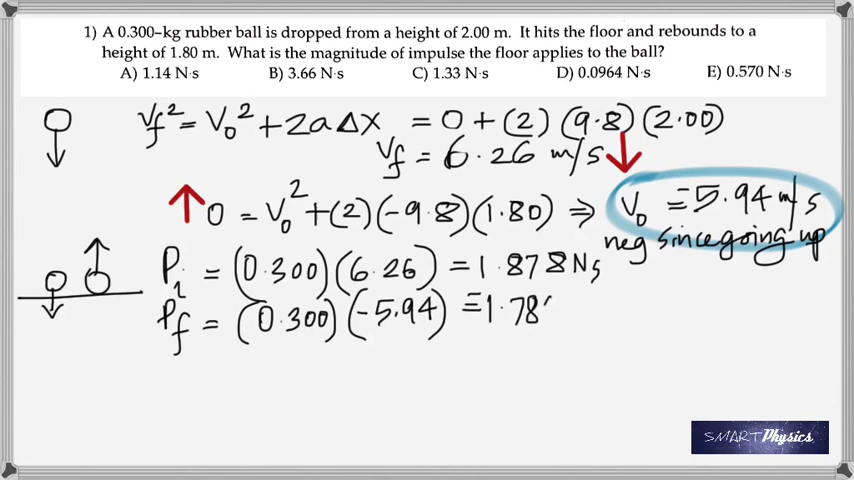 1) A 0.300-kg rubber ball is dropped from a height of 2.00 m. It hits the floor and rebounds to a
height of 1.80 m. What is the magnitude of impulse the floor applies to the ball?
A) 1.14 N·s B) 3.66 N·s C) 1.33 N·s D) 0.0964 N·s E) 0.570 N·s
Vf² = V₀² + 2a ΔX = 0 + (2) (9.8) (2.00)
Vf = 6.26 m/s
0 = V₀² + (2) (-9.8) (1.80) ⇒ V₀ = -5.94 m/s
neg since going up
Pi = (0.300) (6.26) = 1.878 Ns
Pf = (0.300) (-5.94) = -1.78
SMART Physics